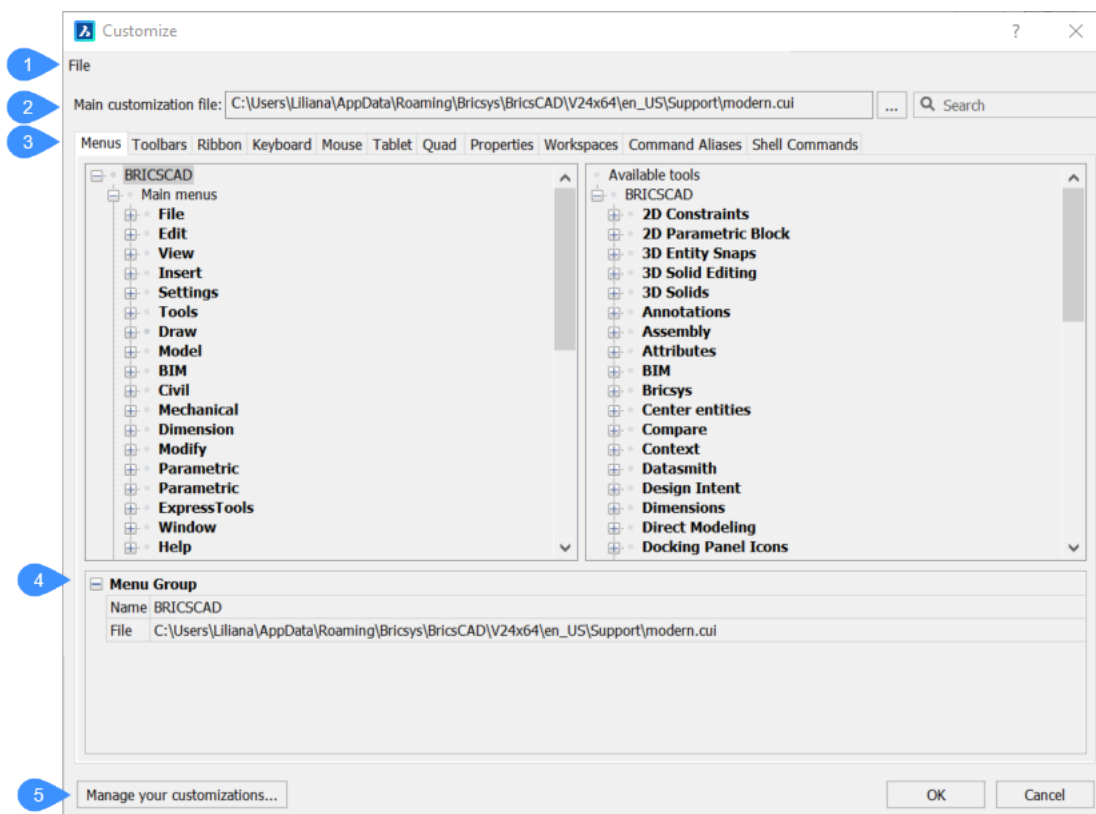 Customize
?
1
File
2
Main customization file: C:\Users\Liliana\AppData\Roaming\Bricsys\BricsCAD\V24x64\en_US\Support\modern.cui ... Search
3
Menus Toolbars Ribbon Keyboard Mouse Tablet Quad Properties Workspaces Command Aliases Shell Commands
BRICSCAD
Main menus
File
Edit
View
Insert
Settings
Tools
Draw
Model
BIM
Civil
Mechanical
Dimension
Modify
Parametric
Parametric
ExpressTools
Window
Help
Available tools
BRICSCAD
2D Constraints
2D Parametric Block
3D Entity Snaps
3D Solid Editing
3D Solids
Annotations
Assembly
Attributes
BIM
Bricsys
Center entities
Compare
Context
Datasmith
Design Intent
Dimensions
Direct Modeling
Docking Panel Icons
4
Menu Group
Name BRICSCAD
File C:\Users\Liliana\AppData\Roaming\Bricsys\BricsCAD\V24x64\en_US\Support\modern.cui
5
Manage your customizations...
OK
Cancel